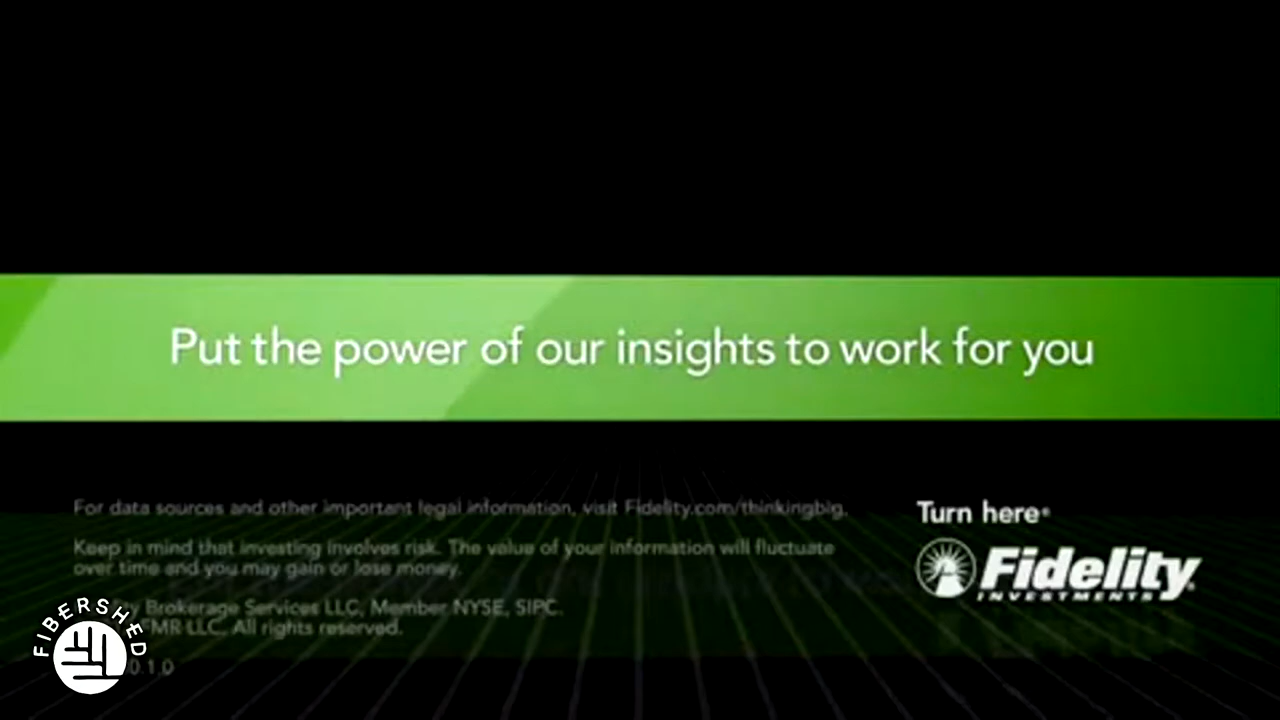 Put the power of our insights to work for you
For data sources and other important legal information, visit Fidelity.com/thinkingbig.
Keep in mind that investing involves risk. The value of your information will fluctuate
over time and you may gain or lose money.
Brokerage Services LLC, Member NYSE, SIPC.
FMR LLC. All rights reserved.
.1.0
Turn here
Fidelity
INVESTMENTS
FIBERSHED